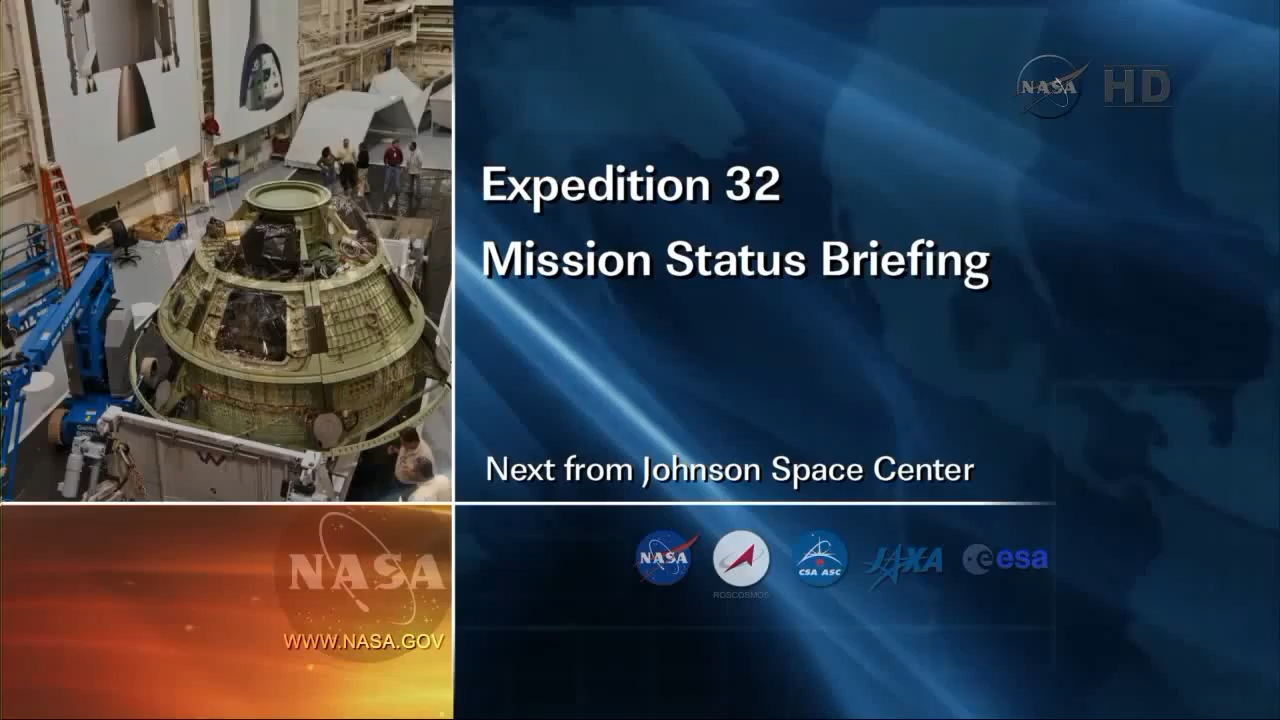 NASA HD
Expedition 32
Mission Status Briefing
Next from Johnson Space Center
NASA
ROSCOSMOS
CSA ASC
JAXA
esa
NASA
WWW.NASA.GOV